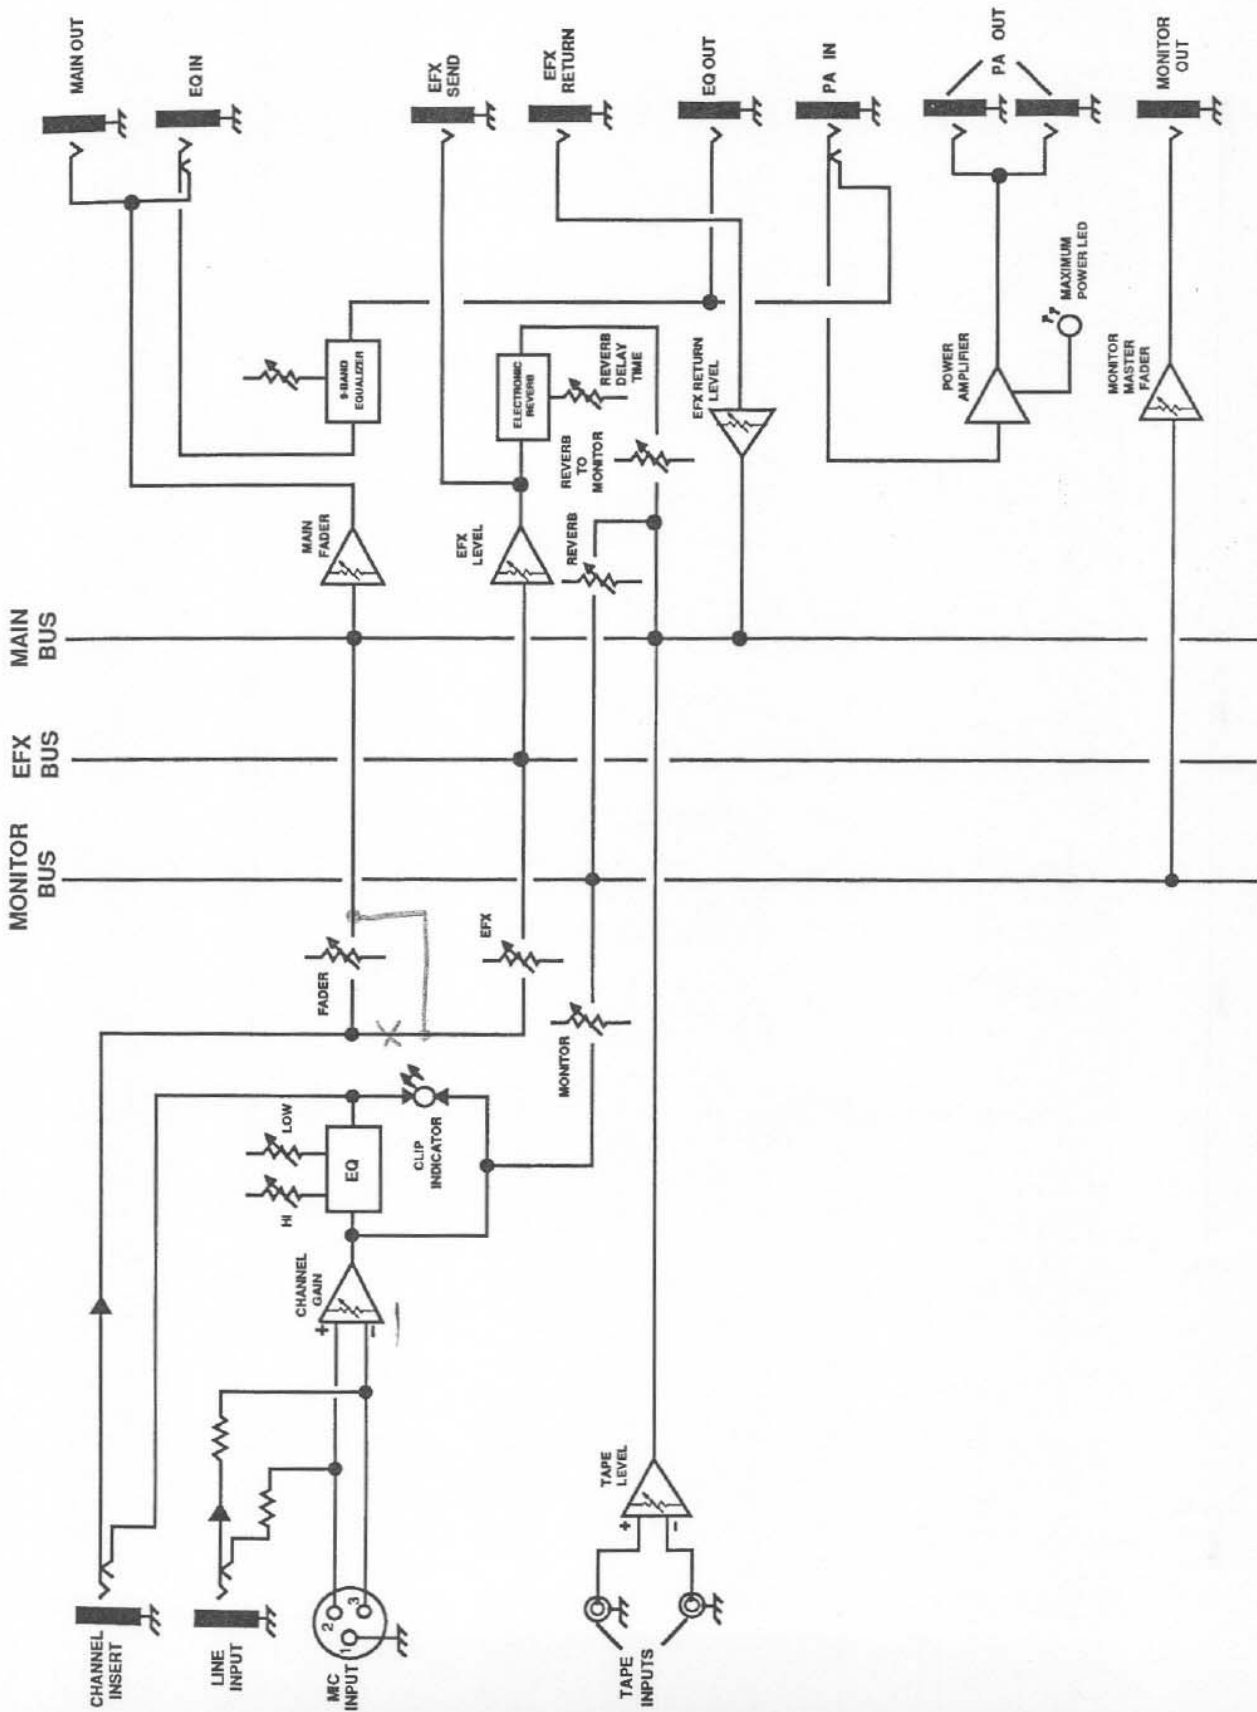 MAIN OUT
EQ IN
EFX
SEND
EFX
RETURN
EQ OUT
PA IN
PA OUT
MONITOR
OUT
9-BAND
EQUALIZER
ELECTRONIC
REVERB
REVERB
DELAY
TIME
MAXIMUM
POWER LED
EFX RETURN
LEVEL
POWER
AMPLIFIER
MONITOR
MASTER
FADER
MAIN
FADER
EFX
LEVEL
REVERB
REVERB
TO
MONITOR
MAIN
BUS
EFX
BUS
MONITOR
BUS
FADER
EFX
MONITOR
LOW
HI
EQ
CLIP
INDICATOR
CHANNEL
GAIN
+
-
TAPE
LEVEL
+
-
CHANNEL
INSERT
LINE
INPUT
MIC
INPUT
1
2
3
TAPE
INPUTS